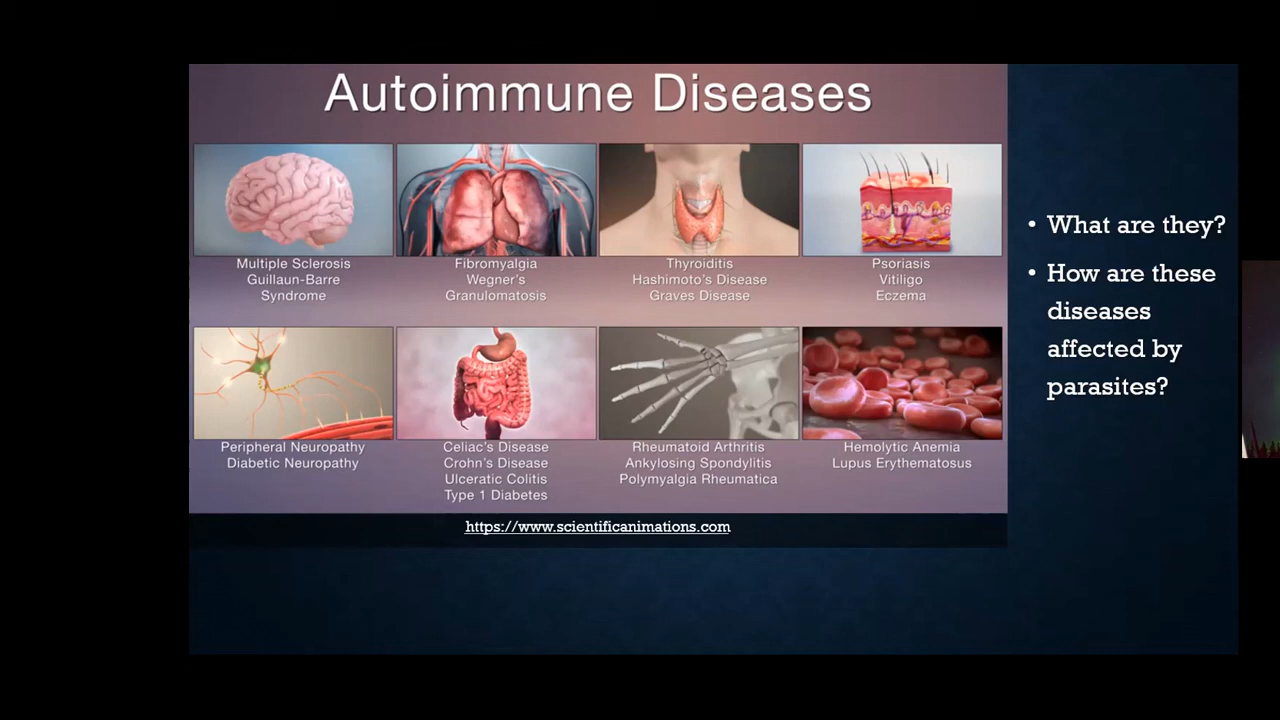 Autoimmune Diseases
Multiple Sclerosis
Guillaun-Barre
Syndrome
Fibromyalgia
Wegner's
Granulomatosis
Thyroiditis
Hashimoto's Disease
Graves Disease
Psoriasis
Vitiligo
Eczema
Peripheral Neuropathy
Diabetic Neuropathy
Celiac's Disease
Crohn's Disease
Ulceratic Colitis
Type 1 Diabetes
Rheumatoid Arthritis
Ankylosing Spondylitis
Polymyalgia Rheumatica
Hemolytic Anemia
Lupus Erythematosus
https://www.scientificanimations.com
• What are they?
• How are these
diseases
affected by
parasites?